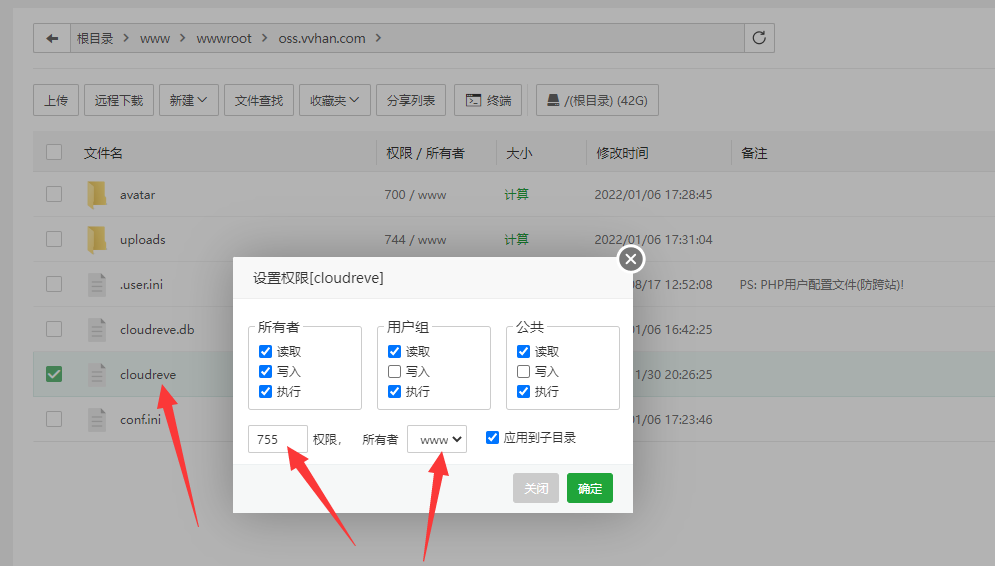 根目录 > www > wwwroot > oss.vvhan.com >
上传 远程下载 新建 文件查找 收藏夹 分享列表 终端 /(根目录) (42G)
文件名 权限 / 所有者 大小 修改时间 备注
avatar 700 / www 计算 2022/01/06 17:28:45
uploads 744 / www 计算 2022/01/06 17:31:04
.user.ini 8/17 12:52:08 PS: PHP用户配置文件(防跨站)!
cloudreve.db 1/06 16:42:25
cloudreve 1/30 20:26:25
conf.ini 1/06 17:23:46
设置权限[cloudreve]
所有者 用户组 公共
读取 读取 读取
写入 写入 写入
执行 执行 执行
755 权限， 所有者 www 应用到子目录
关闭 确定